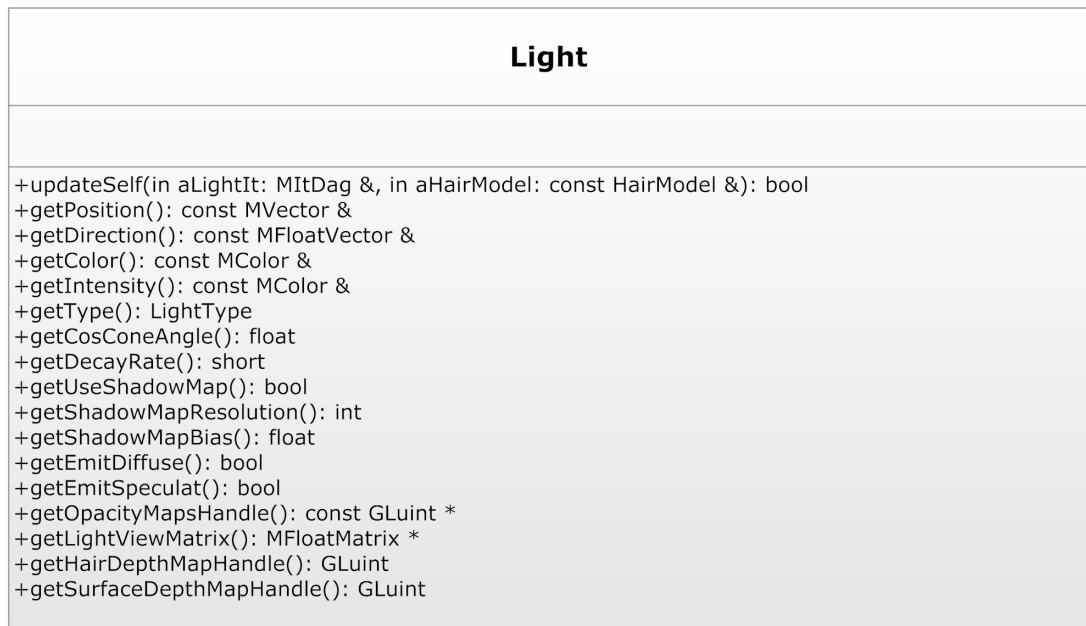 Light
+updateSelf(in aLightIt: MItDag &, in aHairModel: const HairModel &): bool
+getPosition(): const MVector &
+getDirection(): const MFloatVector &
+getColor(): const MColor &
+getIntensity(): const MColor &
+getType(): LightType
+getCosConeAngle(): float
+getDecayRate(): short
+getUseShadowMap(): bool
+getShadowMapResolution(): int
+getShadowMapBias(): float
+getEmitDiffuse(): bool
+getEmitSpeculat(): bool
+getOpacityMapsHandle(): const GLuint *
+getLightViewMatrix(): MFloatMatrix *
+getHairDepthMapHandle(): GLuint
+getSurfaceDepthMapHandle(): GLuint